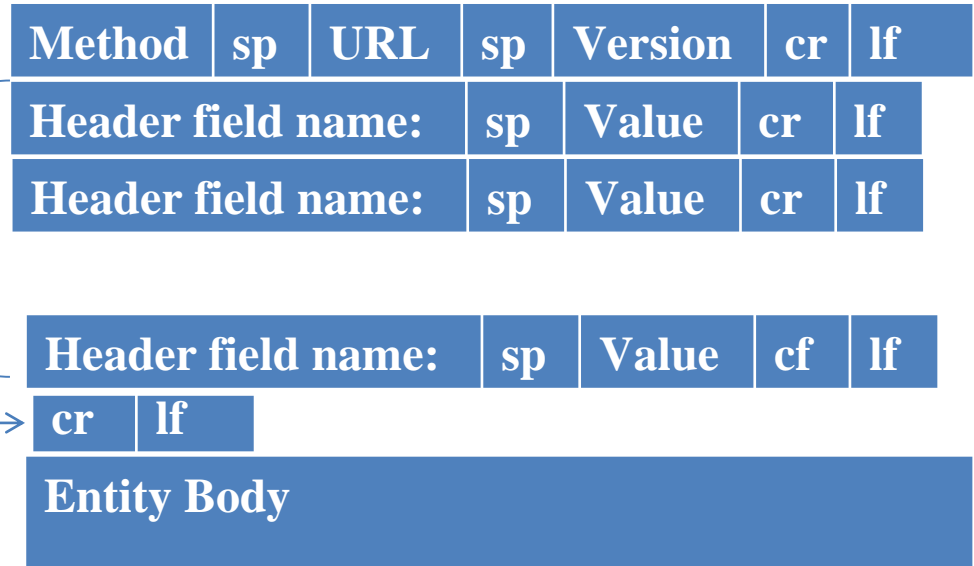 Method sp URL sp Version cr lf
Header field name: sp Value cr lf
Header field name: sp Value cr lf
Header field name: sp Value cf lf
cr lf
Entity Body